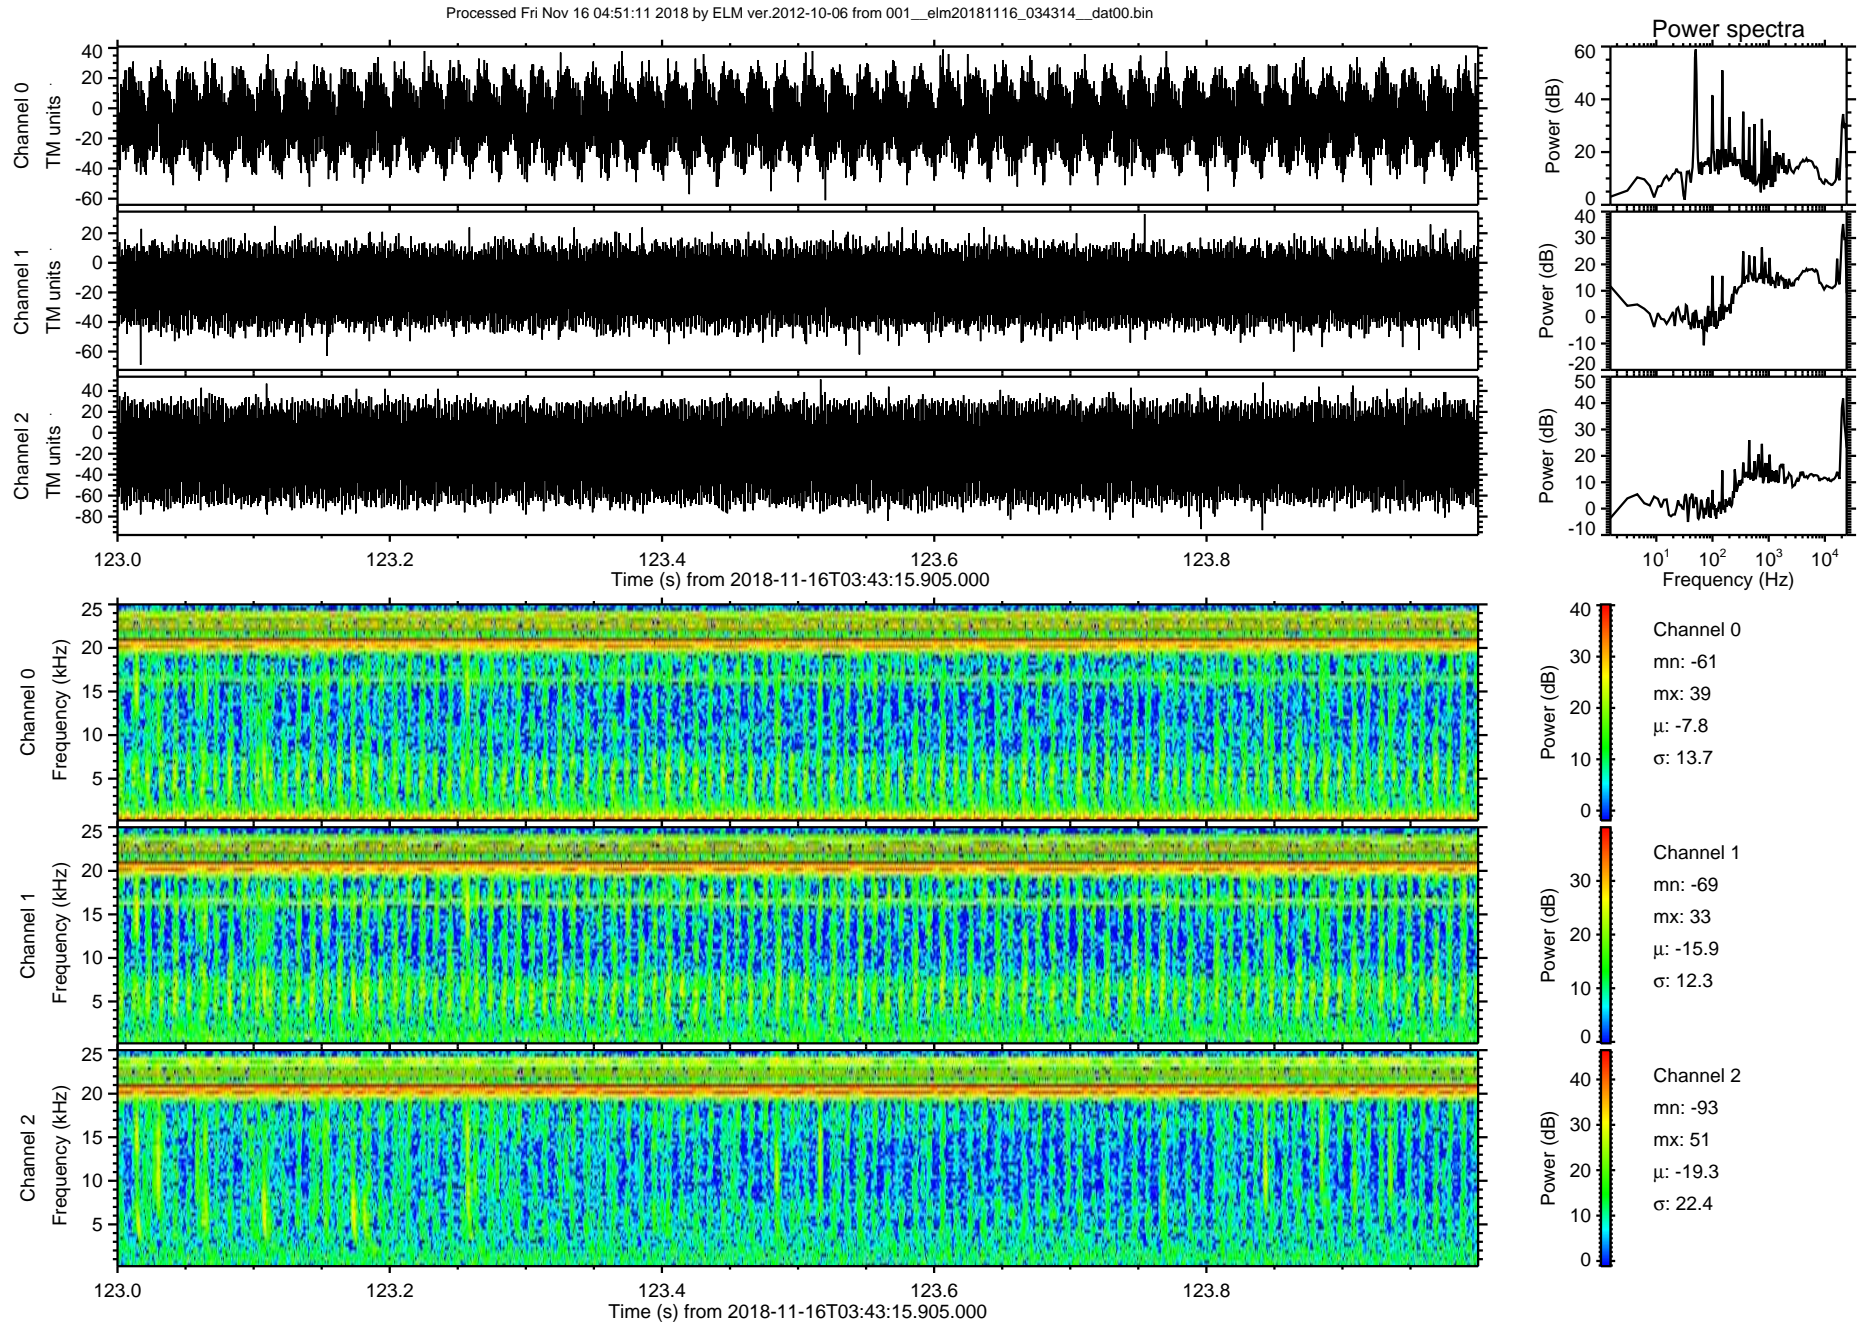 Processed Fri Nov 16 04:51:11 2018 by ELM ver.2012-10-06 from 001__elm20181116_034314__dat00.bin
Power spectra
Channel 0
TM units
40
20
0
-20
-40
-60
Power (dB)
60
40
20
0
Channel 1
TM units
20
0
-20
-40
-60
Power (dB)
40
30
20
10
0
-10
-20
Channel 2
TM units
40
20
0
-20
-40
-60
-80
Power (dB)
50
40
30
20
10
0
-10
123.0 123.2 123.4 123.6 123.8
Time (s) from 2018-11-16T03:43:15.905.000
10¹ 10² 10³ 10⁴
Frequency (Hz)
Channel 0
Frequency (kHz)
25
20
15
10
5
Power (dB)
40
30
20
10
0
Channel 0
mn: -61
mx: 39
μ: -7.8
σ: 13.7
Channel 1
Frequency (kHz)
25
20
15
10
5
Power (dB)
30
20
10
0
Channel 1
mn: -69
mx: 33
μ: -15.9
σ: 12.3
Channel 2
Frequency (kHz)
25
20
15
10
5
Power (dB)
40
30
20
10
0
Channel 2
mn: -93
mx: 51
μ: -19.3
σ: 22.4
123.0 123.2 123.4 123.6 123.8
Time (s) from 2018-11-16T03:43:15.905.000